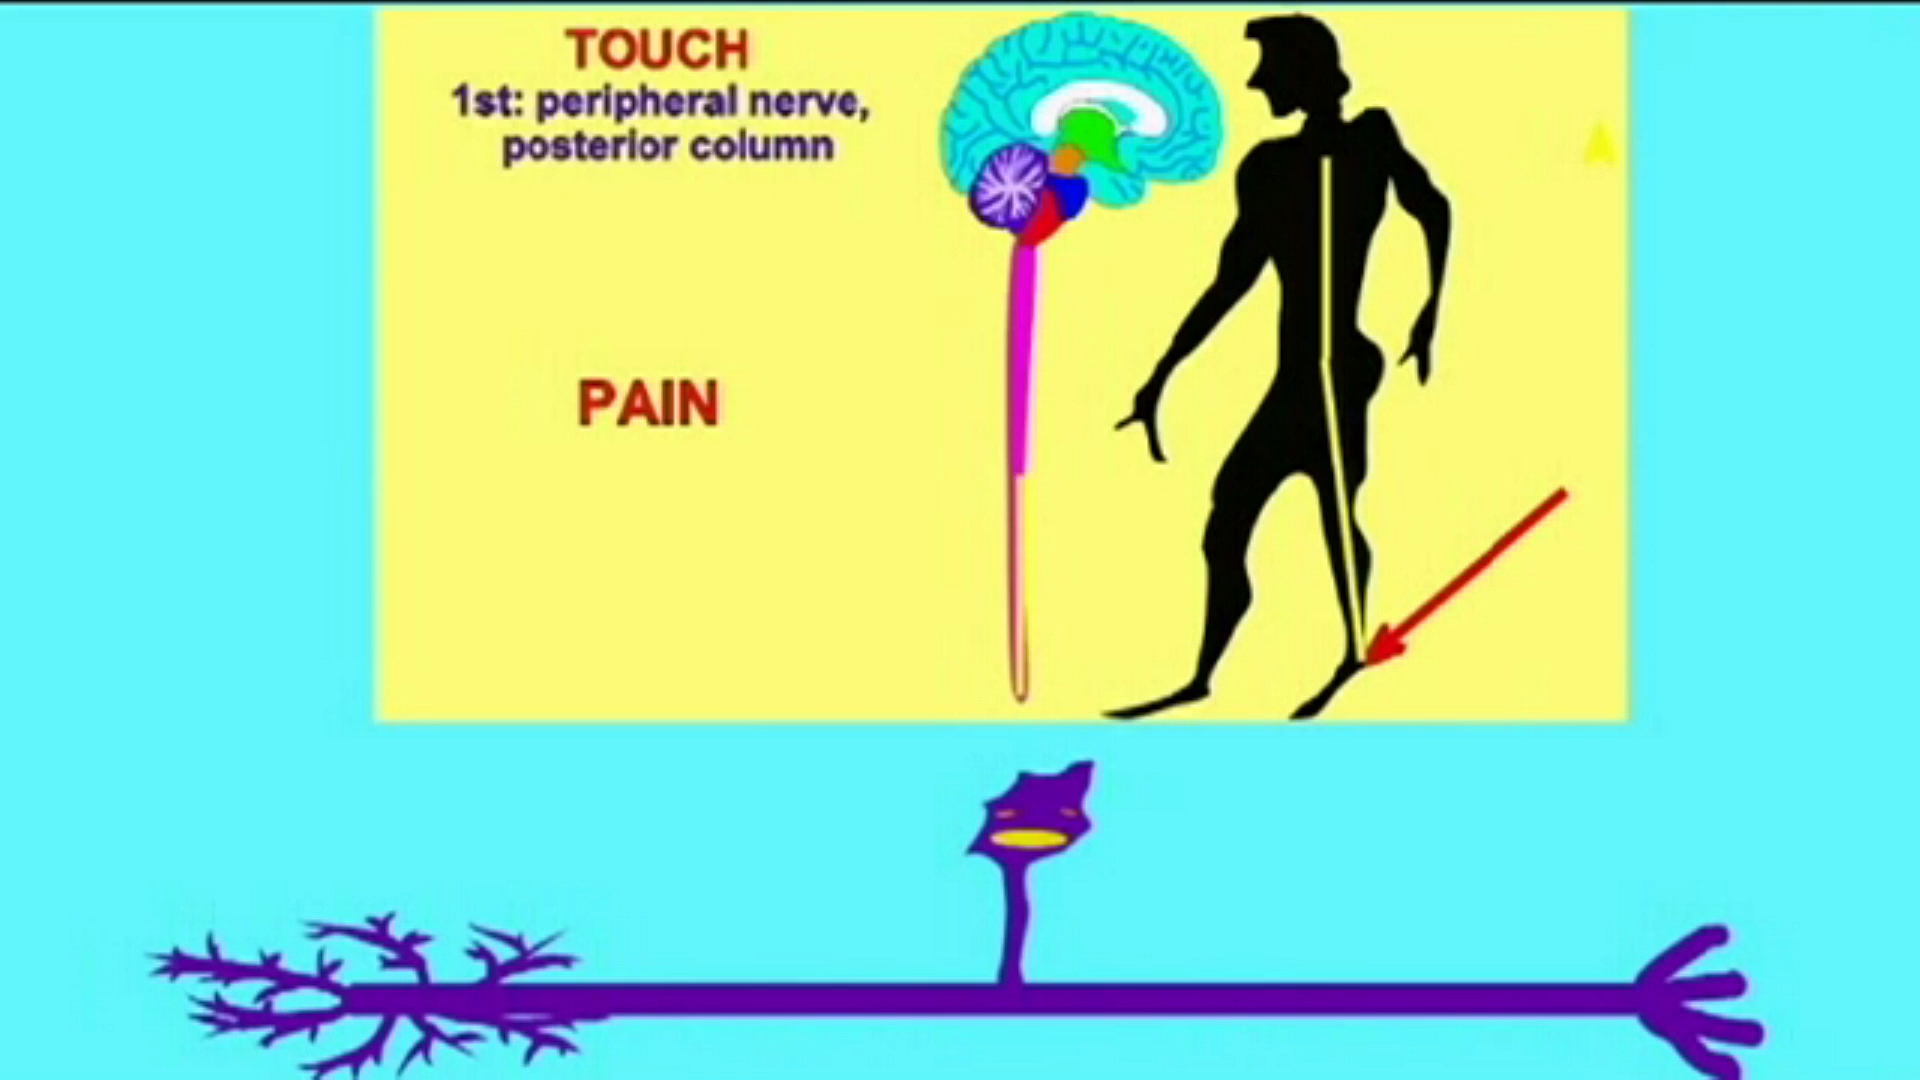 TOUCH
1st: peripheral nerve,
posterior column
PAIN
A